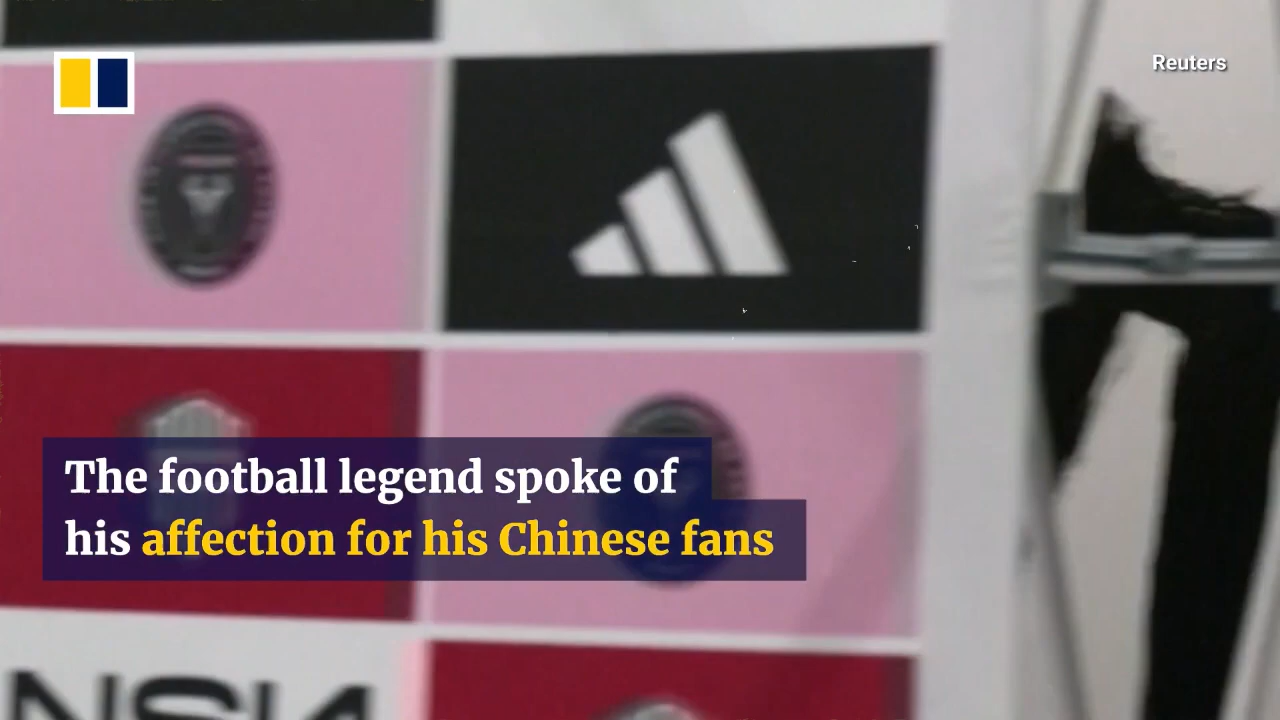 Reuters
The football legend spoke of
his affection for his Chinese fans